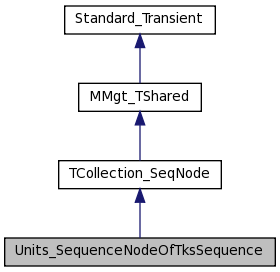 Standard_Transient
MMgt_TShared
TCollection_SeqNode
Units_SequenceNodeOfTksSequence